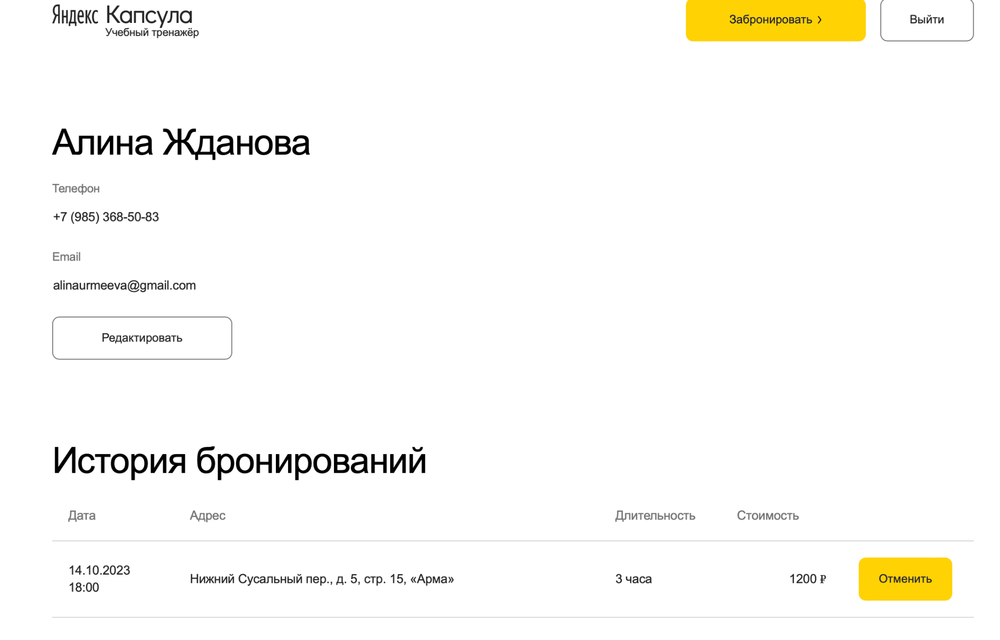 Яндекс Капсула
Учебный тренажёр
Забронировать
Выйти
Алина Жданова
Телефон
+7 (985) 368-50-83
Email
alinaurmeeva@gmail.com
Редактировать
История бронирований
Дата Адрес Длительность Стоимость
14.10.2023
18:00
Нижний Сусальный пер., д. 5, стр. 15, «Арма» 3 часа 1200 ₽ Отменить